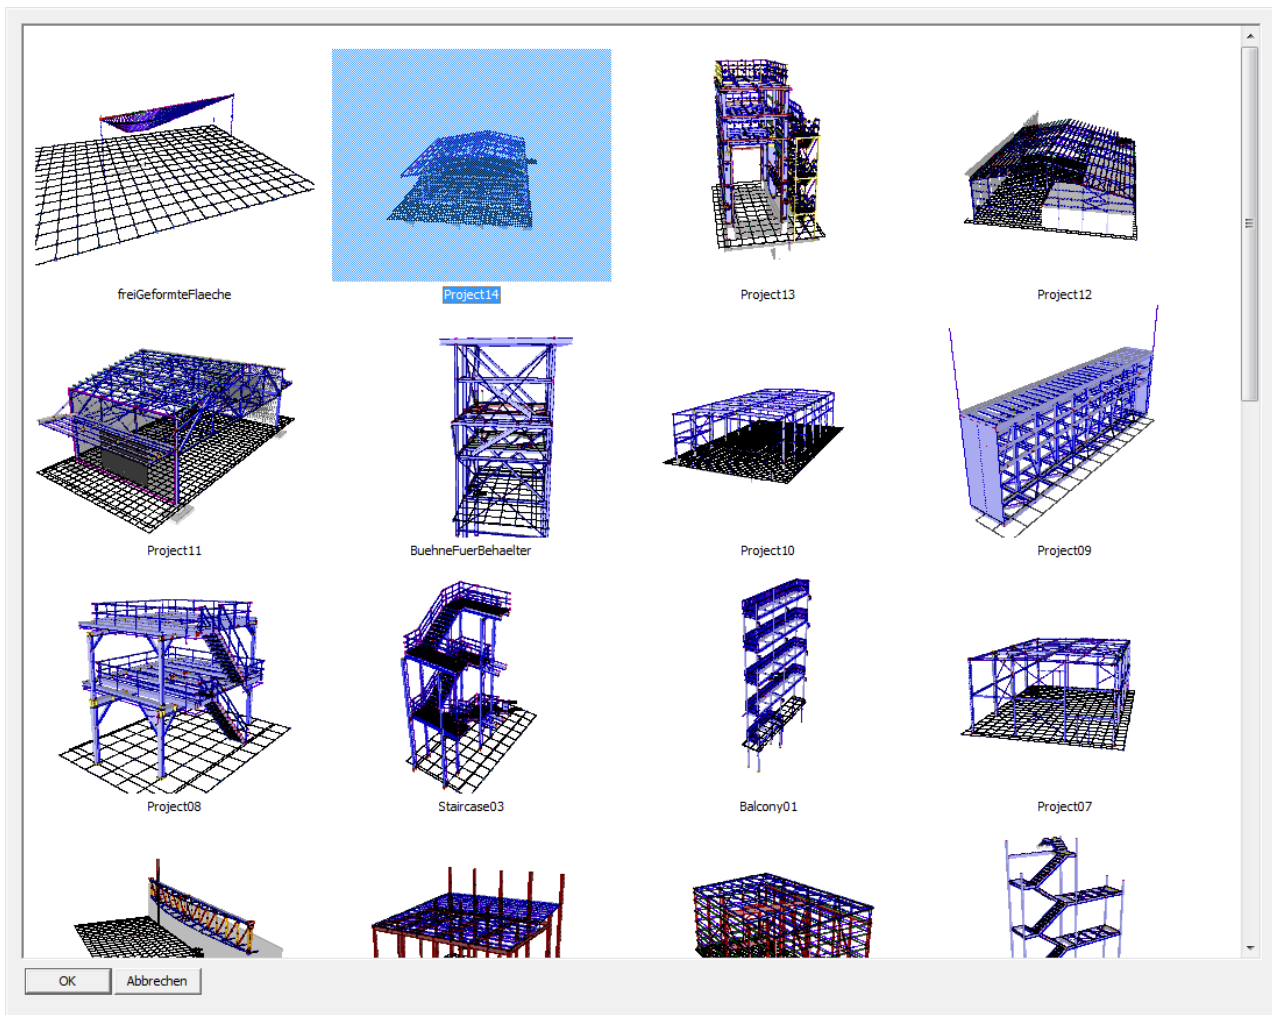 freiGeformteFlaeche
Project14
Project13
Project12
Project11
BuehneFuerBehaelter
Project10
Project09
Project08
Staircase03
Balcony01
Project07
OK
Abbrechen